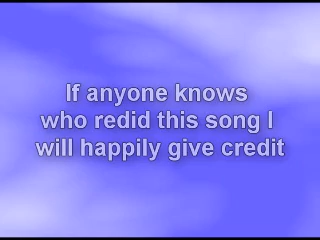 If anyone knows
who redid this song I
will happily give credit